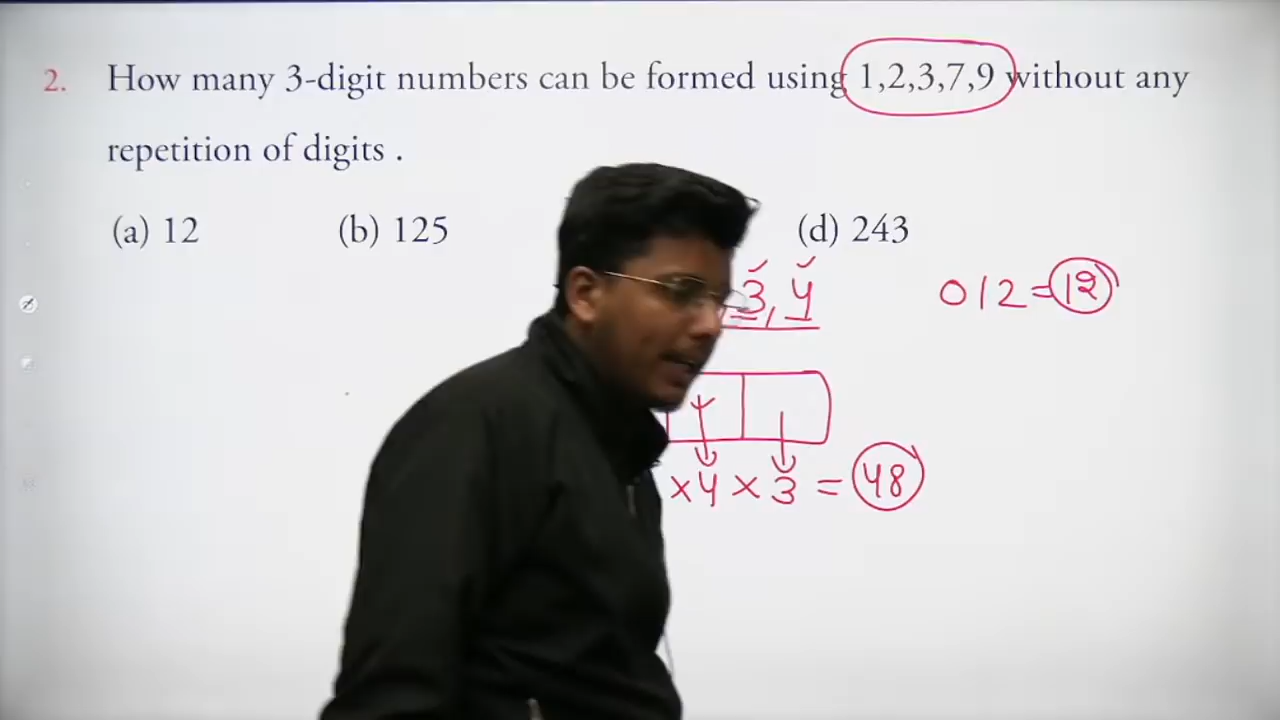 2. How many 3-digit numbers can be formed using 1,2,3,7,9 without any
repetition of digits .
(a) 12 (b) 125 (d) 243
3, 4 012=12
×4×3=48